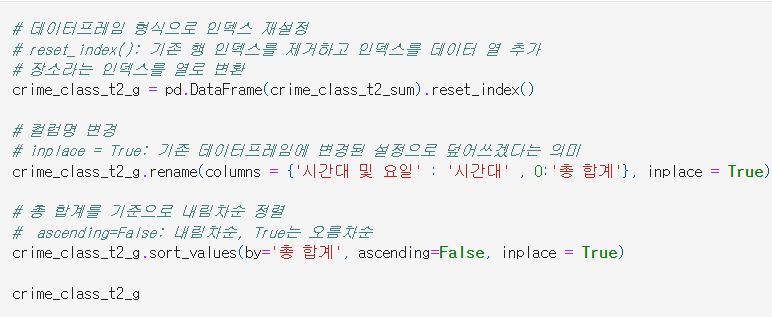 # 데이터프레임 형식으로 인덱스 재설정
# reset_index(): 기존 행 인덱스를 제거하고 인덱스를 데이터 열 추가
# 장소라는 인덱스를 열로 변환
crime_class_t2_g = pd.DataFrame(crime_class_t2_sum).reset_index()
# 컬럼명 변경
# inplace = True: 기존 데이터프레임에 변경된 설정으로 덮어쓰겠다는 의미
crime_class_t2_g.rename(columns = {'시간대 및 요일' : '시간대' , 0:'총 합계'}, inplace = True)
# 총 합계를 기준으로 내림차순 정렬
#  ascending=False: 내림차순, True는 오름차순
crime_class_t2_g.sort_values(by='총 합계', ascending=False, inplace = True)
crime_class_t2_g